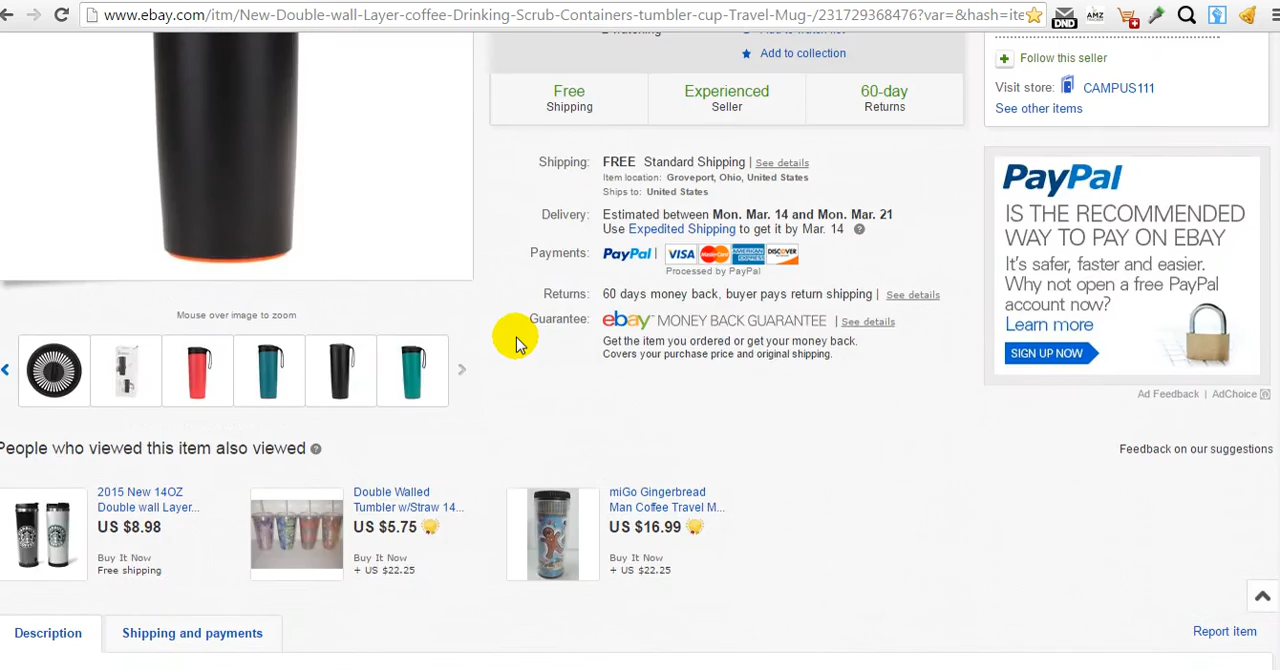 www.ebay.com/itm/New-Double-wall-Layer-coffee-Drinking-Scrub-Containers-tumbler-cup-Travel-Mug-/231729368476?var=&hash=ite
DND
AMZ
Add to collection
Free
Shipping
Experienced
Seller
60-day
Returns
Follow this seller
Visit store: CAMPUS111
See other items
Shipping: FREE Standard Shipping | See details
Item location: Groveport, Ohio, United States
Ships to: United States
Delivery: Estimated between Mon. Mar. 14 and Mon. Mar. 21
Use Expedited Shipping to get it by Mar. 14
Payments: PayPal | VISA MasterCard AMERICAN EXPRESS DISCOVER
Processed by PayPal
Returns: 60 days money back, buyer pays return shipping | See details
Guarantee: ebay MONEY BACK GUARANTEE | See details
Get the item you ordered or get your money back.
Covers your purchase price and original shipping.
PayPal
IS THE RECOMMENDED
WAY TO PAY ON EBAY
It's safer, faster and easier.
Why not open a free PayPal
account now?
Learn more
SIGN UP NOW
Ad Feedback | AdChoice
Mouse over image to zoom
People who viewed this item also viewed
Feedback on our suggestions
2015 New 14OZ
Double wall Layer...
US $8.98
Buy It Now
Free shipping
Double Walled
Tumbler w/Straw 14...
US $5.75
Buy It Now
+ US $22.25
miGo Gingerbread
Man Coffee Travel M...
US $16.99
Buy It Now
+ US $22.25
Description
Shipping and payments
Report item